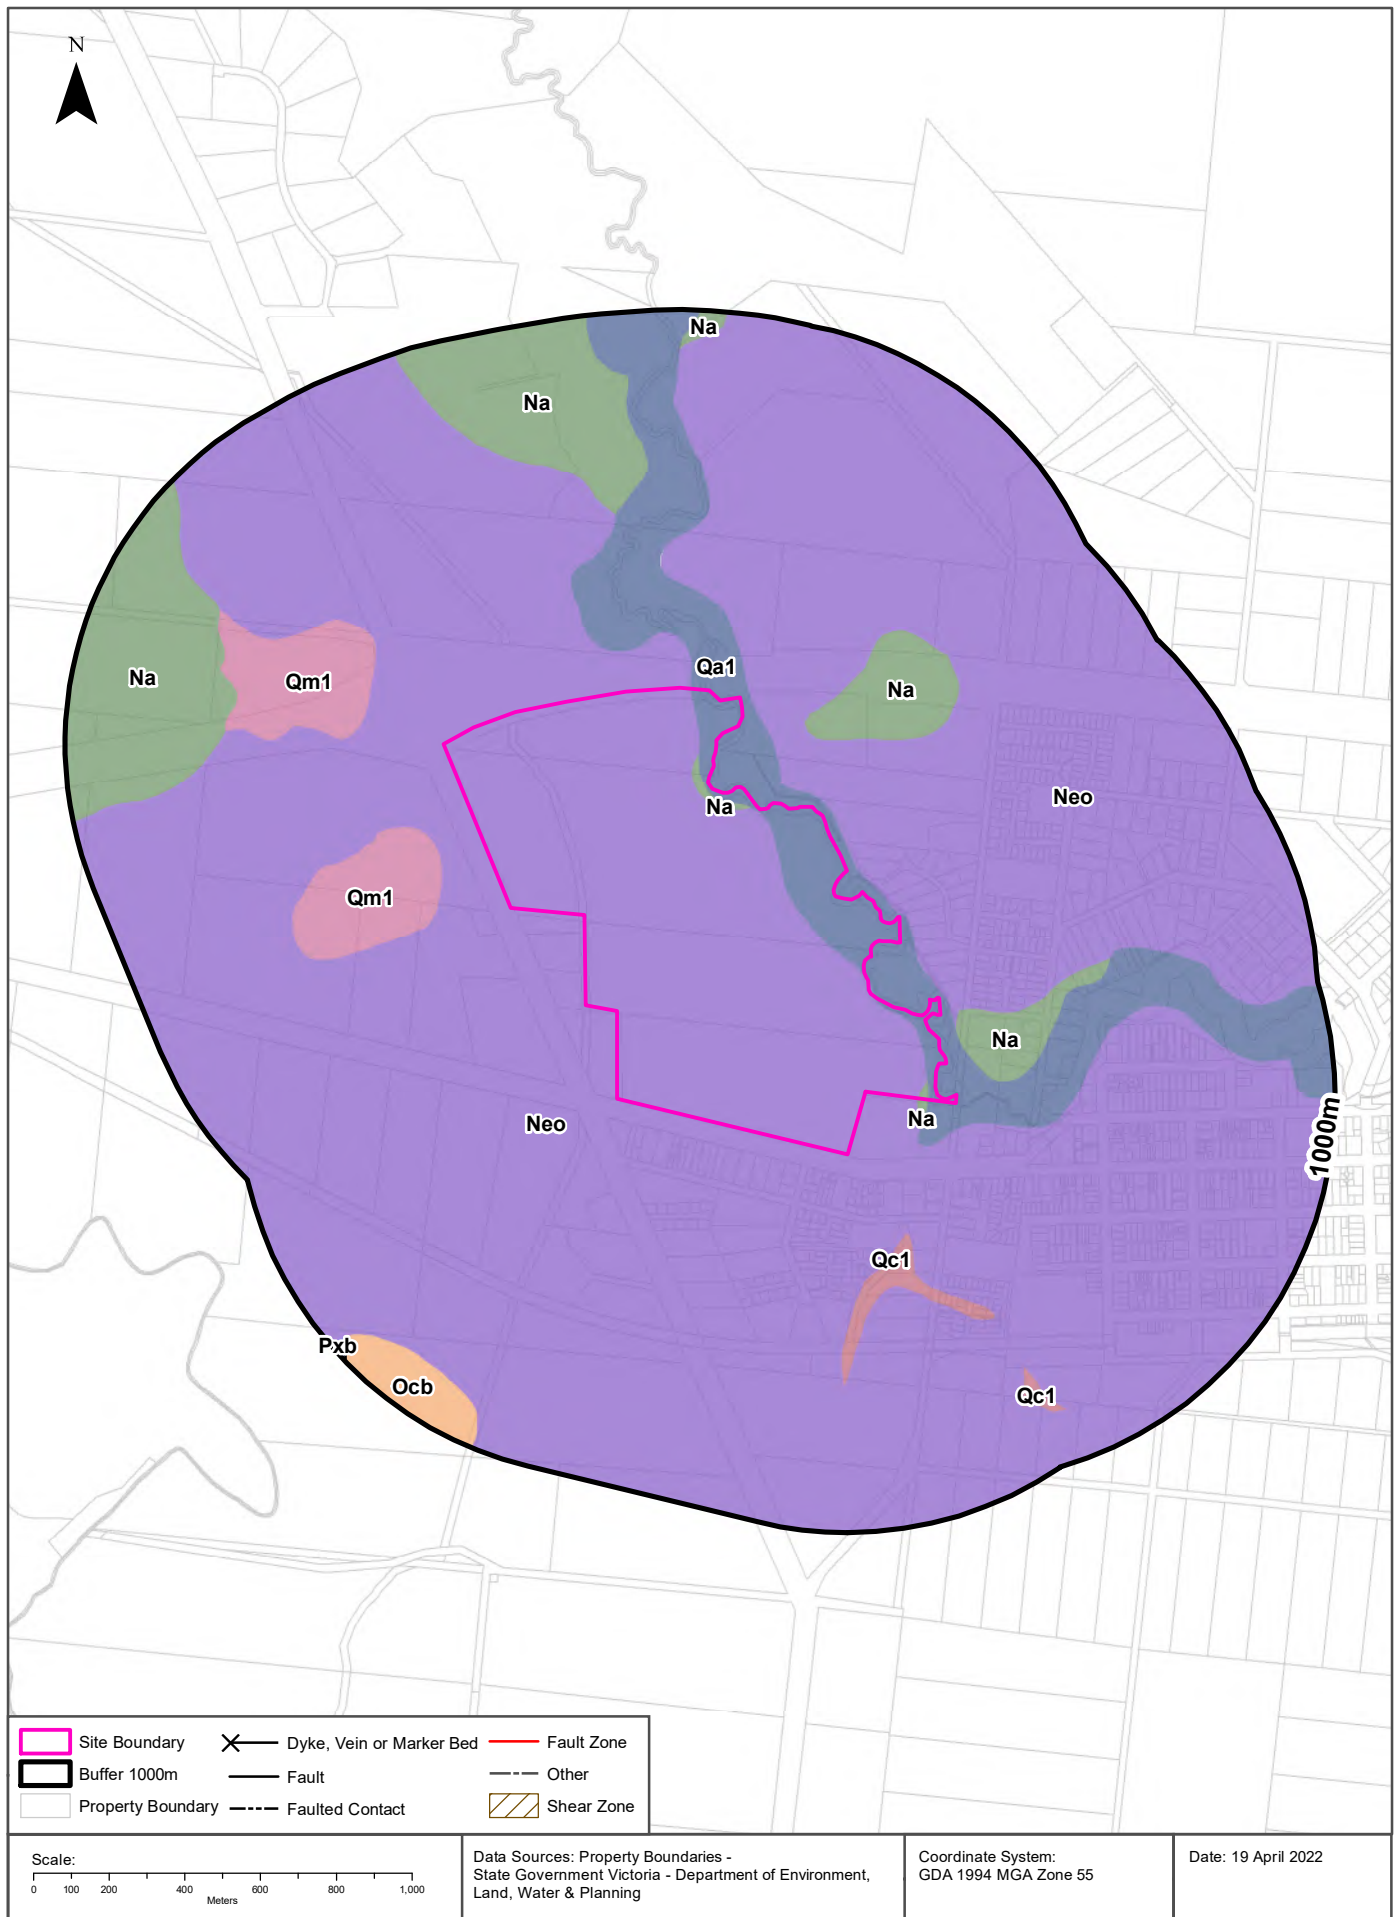 N
Na
Na
Qa1
Na
Qm1
Na
Neo
Na
Qm1
Na
Neo
Na
1000m
Qc1
Pxb
Ocb
Qc1
Site Boundary
Buffer 1000m
Property Boundary
Dyke, Vein or Marker Bed
Fault
Faulted Contact
Fault Zone
Other
Shear Zone
Scale:
0 100 200 400 600 800 1,000
Meters
Data Sources: Property Boundaries -
State Government Victoria - Department of Environment,
Land, Water & Planning
Coordinate System:
GDA 1994 MGA Zone 55
Date: 19 April 2022